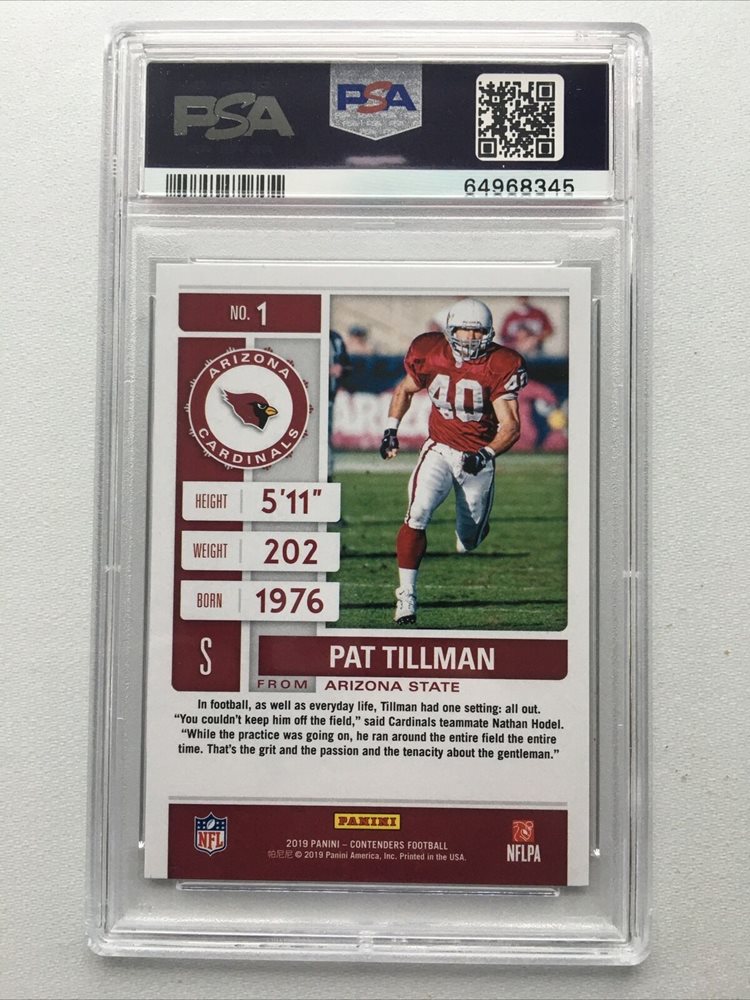 PSA
PSA
64968345
NO. 1
ARIZONA
CARDINALS
40
HEIGHT 5'11"
WEIGHT 202
BORN 1976
S
PAT TILLMAN
FROM ARIZONA STATE
In football, as well as everyday life, Tillman had one setting: all out.
"You couldn't keep him off the field," said Cardinals teammate Nathan Hodel.
"While the practice was going on, he ran around the entire field the entire
time. That's the grit and the passion and the tenacity about the gentleman."
NFL
PANINI
2019 PANINI – CONTENDERS FOOTBALL
帕尼尼 © 2019 Panini America, Inc. Printed in the USA.
NFLPA